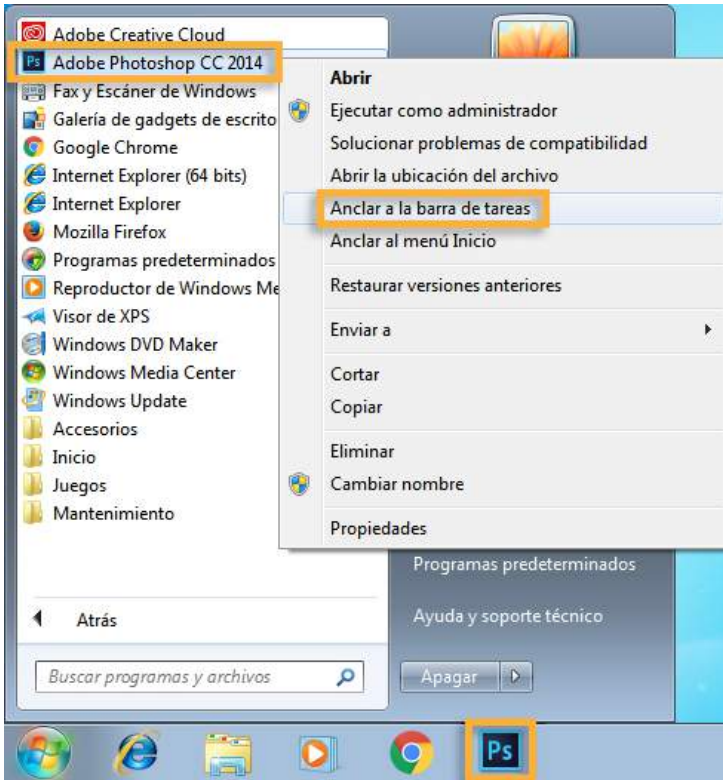 Adobe Creative Cloud
Ps Adobe Photoshop CC 2014
Fax y Escáner de Windows
Galería de gadgets de escrito
Google Chrome
Internet Explorer (64 bits)
Internet Explorer
Mozilla Firefox
Programas predeterminados
Reproductor de Windows Me
Visor de XPS
Windows DVD Maker
Windows Media Center
Windows Update
Accesorios
Inicio
Juegos
Mantenimiento
Atrás
Buscar programas y archivos
Abrir
Ejecutar como administrador
Solucionar problemas de compatibilidad
Abrir la ubicación del archivo
Anclar a la barra de tareas
Anclar al menú Inicio
Restaurar versiones anteriores
Enviar a
Cortar
Copiar
Eliminar
Cambiar nombre
Propiedades
Programas predeterminados
Ayuda y soporte técnico
Apagar
Ps